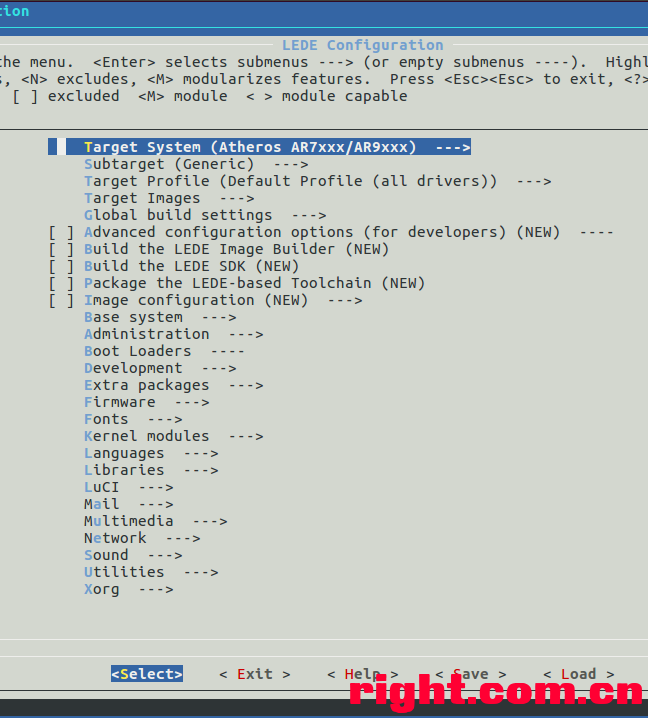 tion
LEDE Configuration
the menu.  <Enter> selects submenus ---> (or empty submenus ----).  Highl
s, <N> excludes, <M> modularizes features.  Press <Esc><Esc> to exit, <?>
[ ] excluded  <M> module  < > module capable
Target System (Atheros AR7xxx/AR9xxx)  --->
Subtarget (Generic)  --->
Target Profile (Default Profile (all drivers))  --->
Target Images  --->
Global build settings  --->
[ ] Advanced configuration options (for developers) (NEW)  ----
[ ] Build the LEDE Image Builder (NEW)
[ ] Build the LEDE SDK (NEW)
[ ] Package the LEDE-based Toolchain (NEW)
[ ] Image configuration (NEW)  --->
Base system  --->
Administration  --->
Boot Loaders  ----
Development  --->
Extra packages  --->
Firmware  --->
Fonts  --->
Kernel modules  --->
Languages  --->
Libraries  --->
LuCI  --->
Mail  --->
Multimedia  --->
Network  --->
Sound  --->
Utilities  --->
Xorg  --->
<Select>    < Exit >    < Help >    < Save >    < Load >
right.com.cn